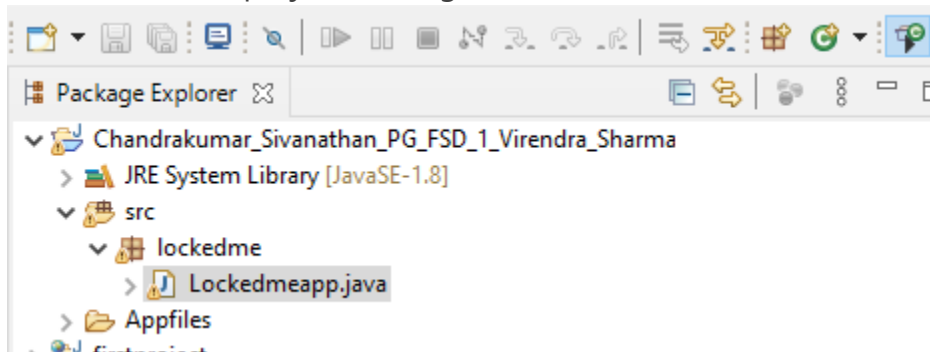 Package Explorer
Chandrakumar_Sivanathan_PG_FSD_1_Virendra_Sharma
JRE System Library [JavaSE-1.8]
src
lockedme
Lockedmeapp.java
Appfiles